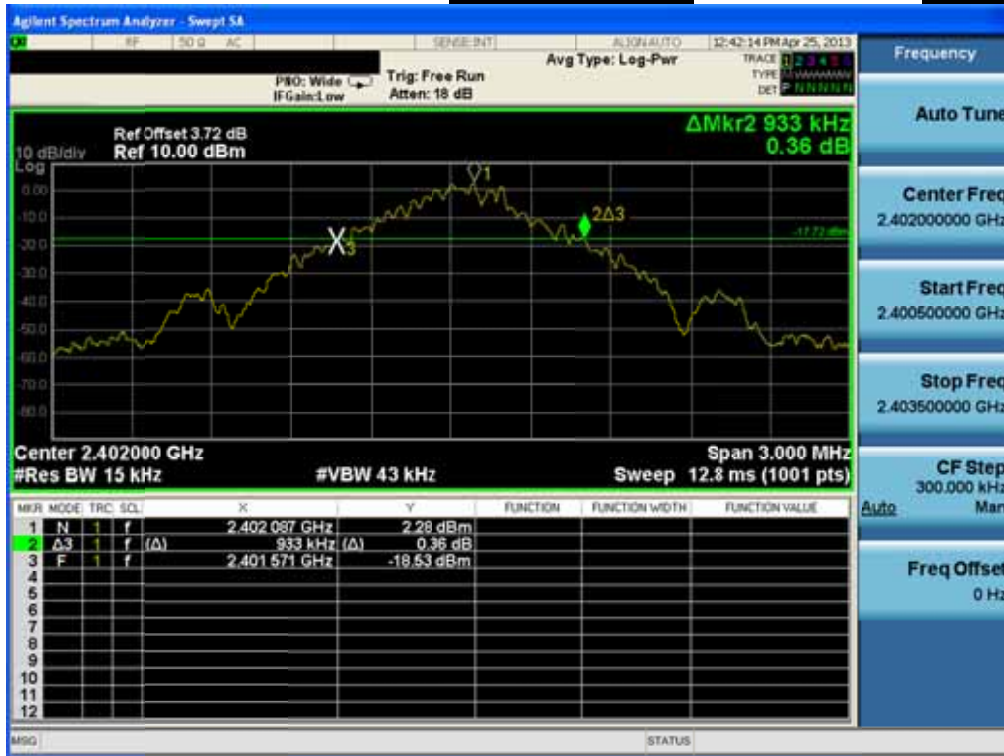 Agilent Spectrum Analyzer - Swept SA
RF 50 Ω AC SENSE:INT ALIGN AUTO 12:42:14 PM Apr 25, 2013
Avg Type: Log-Pwr TRACE 1 2 3 4 5 6
PNO: Wide Trig: Free Run TYPE M
IFGain:Low Atten: 18 dB DET P N N N N N
ΔMkr2 933 kHz
0.36 dB
Ref Offset 3.72 dB
10 dB/div Ref 10.00 dBm
Log
1
0.00
-10.0
2Δ3
-17.72 dBm
3
-20.0
-30.0
-40.0
-50.0
-60.0
-70.0
-80.0
Center 2.402000 GHz Span 3.000 MHz
#Res BW 15 kHz #VBW 43 kHz Sweep 12.8 ms (1001 pts)
MKR MODE TRC SCL X Y FUNCTION FUNCTION WIDTH FUNCTION VALUE
1 N 1 f 2.402 087 GHz 2.28 dBm
2 Δ3 1 f (Δ) 933 kHz (Δ) 0.36 dB
3 F 1 f 2.401 571 GHz -18.53 dBm
4
5
6
7
8
9
10
11
12
MSG STATUS
Frequency
Auto Tune
Center Freq
2.402000000 GHz
Start Freq
2.400500000 GHz
Stop Freq
2.403500000 GHz
CF Step
300.000 kHz
Auto Man
Freq Offset
0 Hz